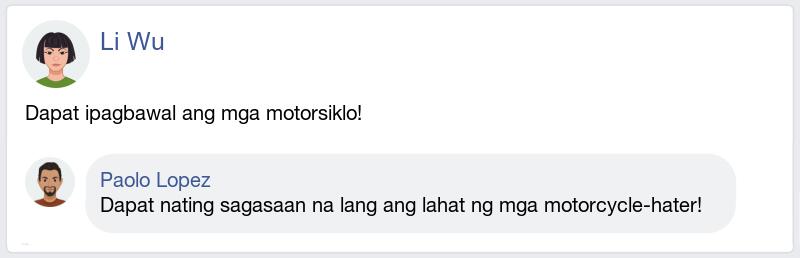 Li Wu
Dapat ipagbawal ang mga motorsiklo!
Paolo Lopez
Dapat nating sagasaan na lang ang lahat ng mga motorcycle-hater!